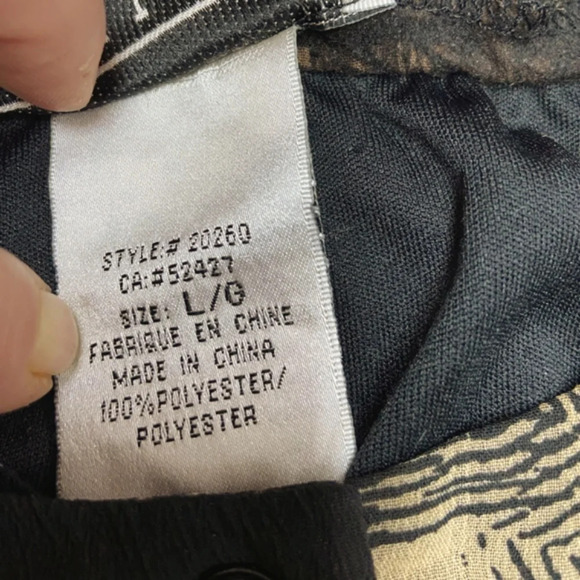 STYLE:# 20260
CA:#52427
SIZE: L/G
FABRIQUE EN CHINE
MADE IN CHINA
100%POLYESTER/
POLYESTER